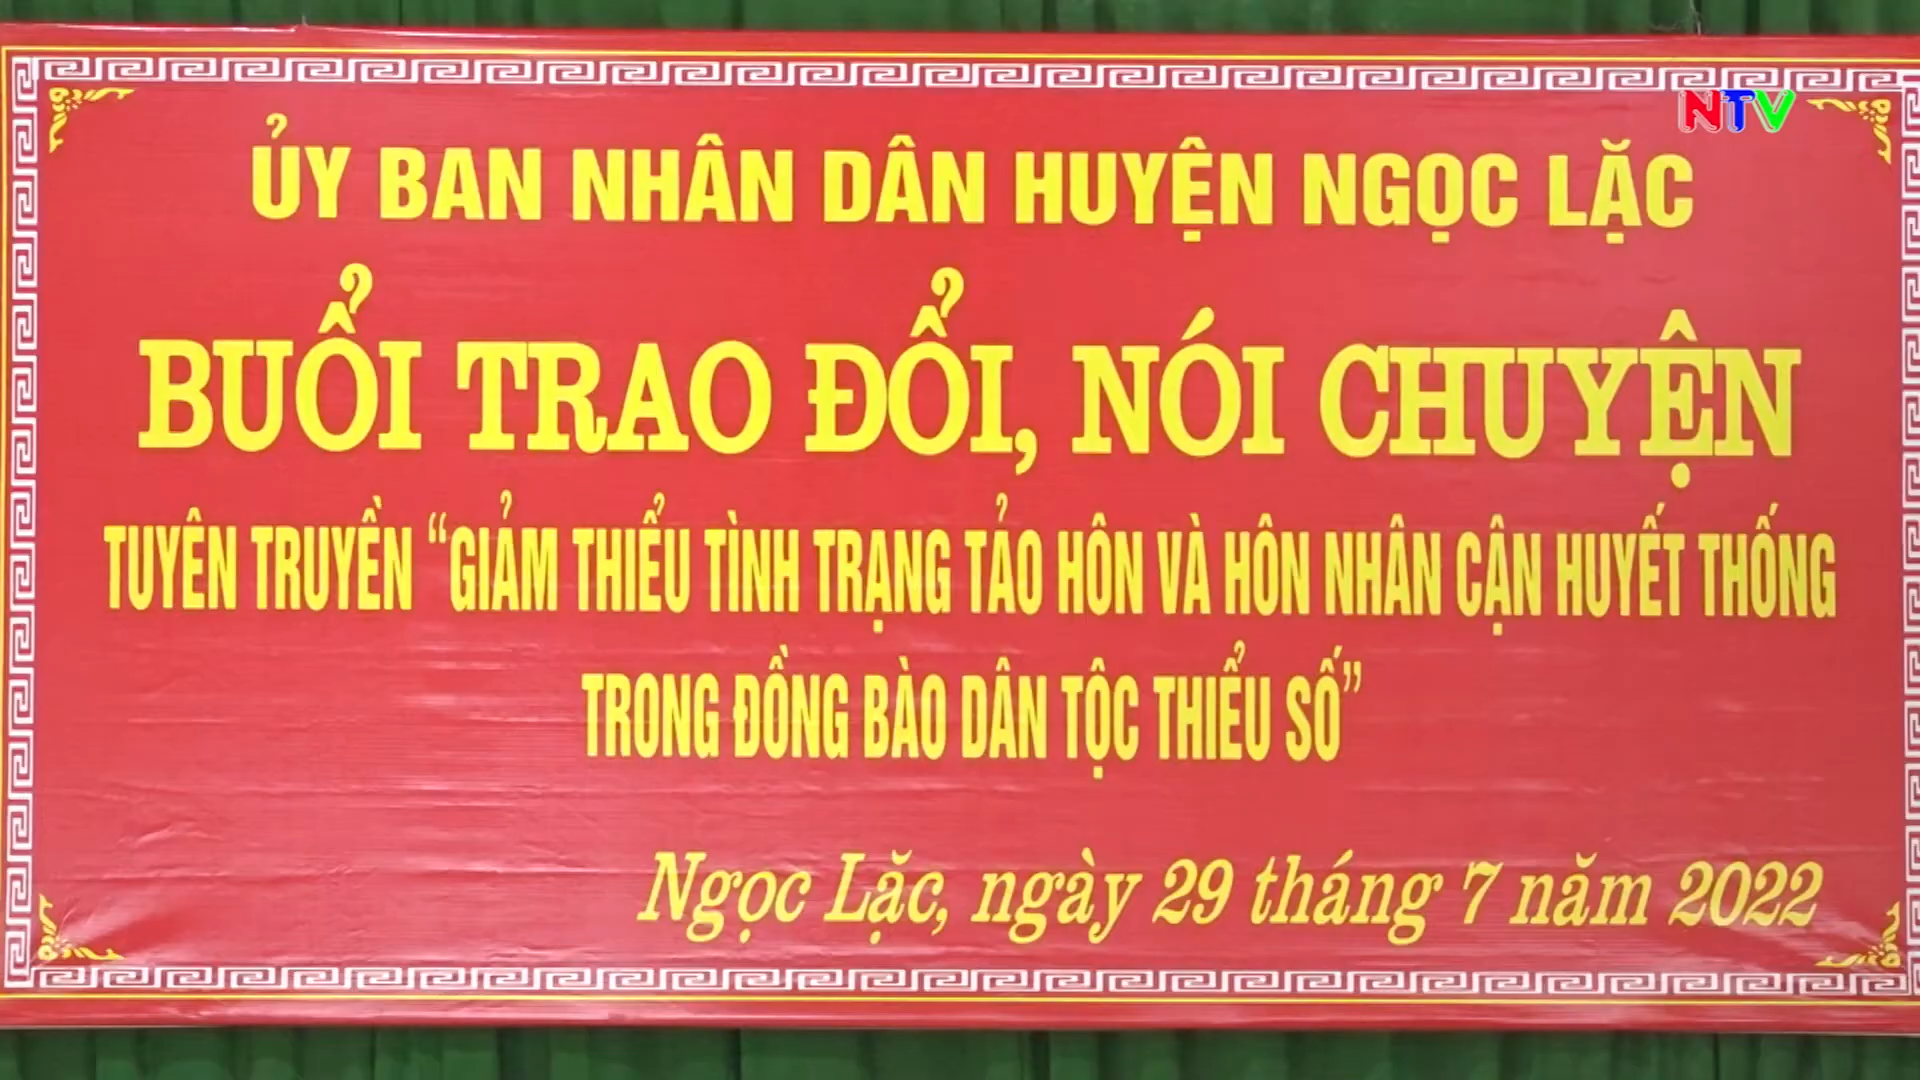 NTV
ỦY BAN NHÂN DÂN HUYỆN NGỌC LẶC
BUỔI TRAO ĐỔI, NÓI CHUYỆN
TUYÊN TRUYỀN “GIẢM THIỂU TÌNH TRẠNG TẢO HÔN VÀ HÔN NHÂN CẬN HUYẾT THỐNG
TRONG ĐỒNG BÀO DÂN TỘC THIỂU SỐ”
Ngọc Lặc, ngày 29 tháng 7 năm 2022